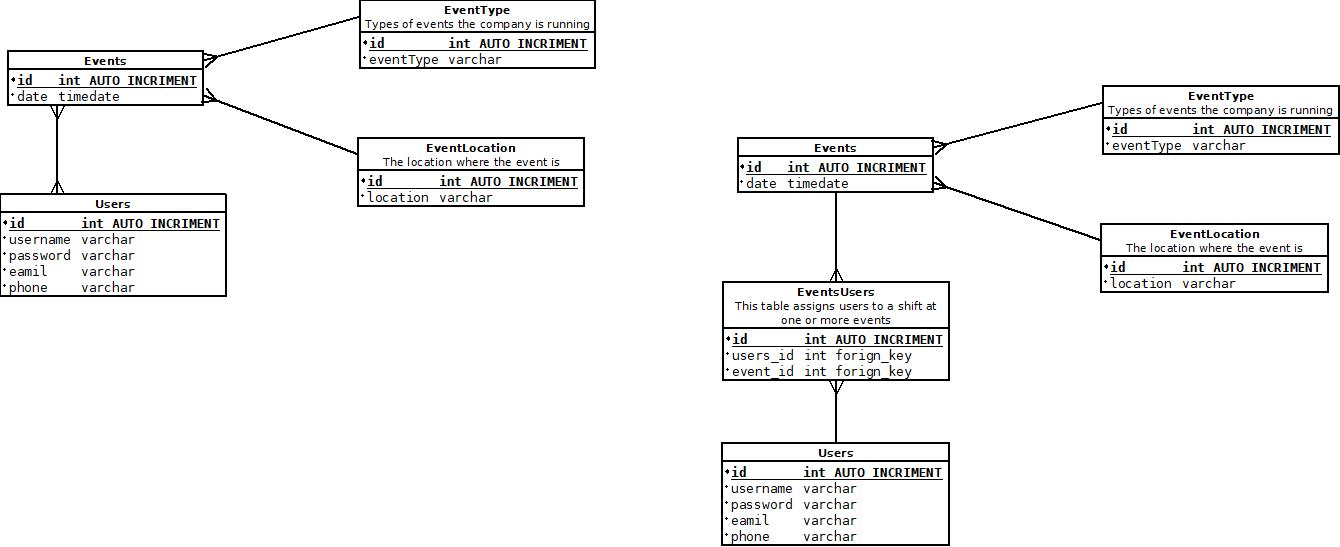 EventType
Types of events the company is running
id int AUTO INCRIMENT
eventType varchar
Events
id int AUTO INCRIMENT
date timedate
EventLocation
The location where the event is
id int AUTO INCRIMENT
location varchar
Users
id int AUTO INCRIMENT
username varchar
password varchar
eamil varchar
phone varchar
EventType
Types of events the company is running
id int AUTO INCRIMENT
eventType varchar
Events
id int AUTO INCRIMENT
date timedate
EventLocation
The location where the event is
id int AUTO INCRIMENT
location varchar
EventsUsers
This table assigns users to a shift at
one or more events
id int AUTO INCRIMENT
users_id int forign_key
event_id int forign_key
Users
id int AUTO INCRIMENT
username varchar
password varchar
eamil varchar
phone varchar